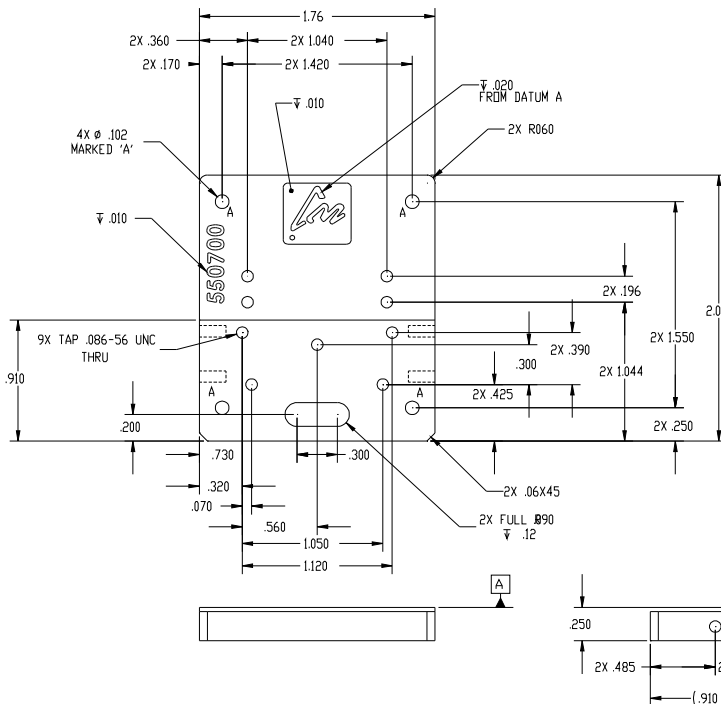 1.76
2X .360
2X 1.040
2X .170
2X 1.420
↧ .020
FROM DATUM A
↧ .010
4X ø .102
MARKED 'A'
2X R060
A
A
↧ .010
550700
2X .196
2.0
9X TAP .086-56 UNC
THRU
2X 1.550
2X .390
.300
2X 1.044
.910
2X .425
A
A
.200
2X .250
.730
.300
.320
2X .06X45
.070
.560
2X FULL R.090
↧ .12
1.050
1.120
A
.250
2X .485
2
(.910